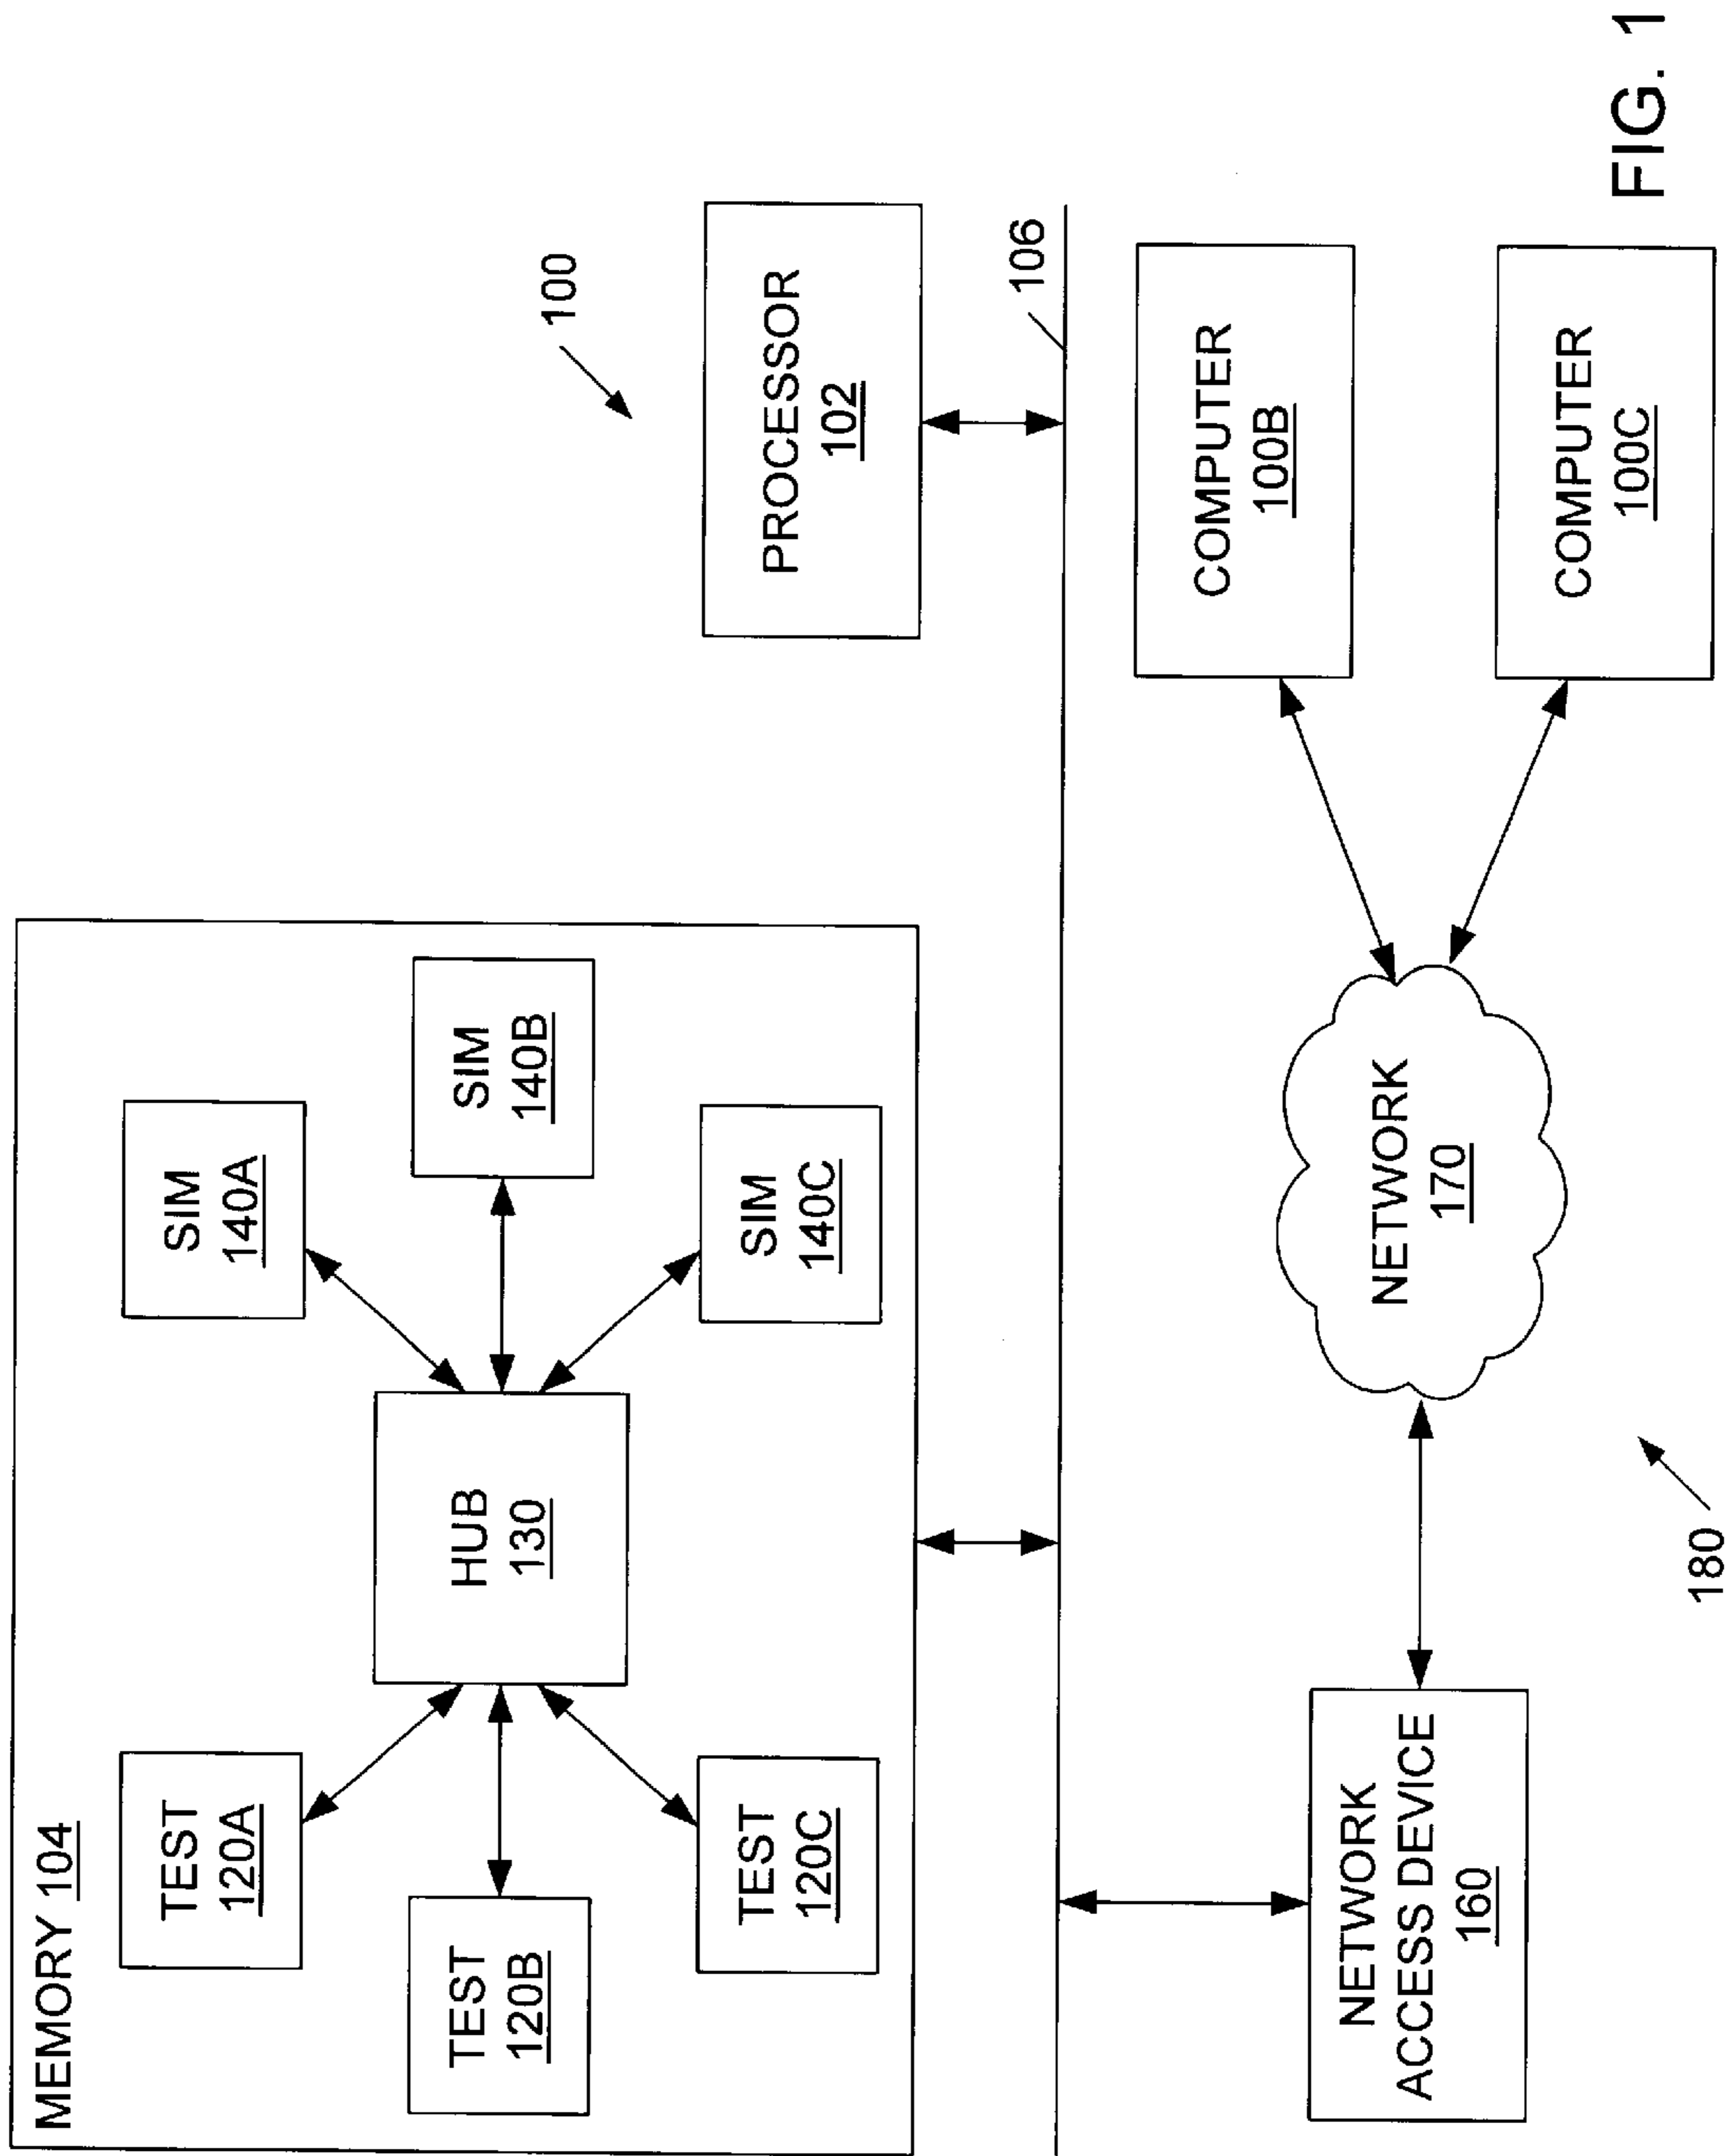 MEMORY 104
TEST
120A
TEST
120B
TEST
120C
HUB
130
SIM
140A
SIM
140B
SIM
140C
100
PROCESSOR
102
106
NETWORK
ACCESS DEVICE
160
NETWORK
170
COMPUTER
100B
COMPUTER
100C
180
FIG. 1